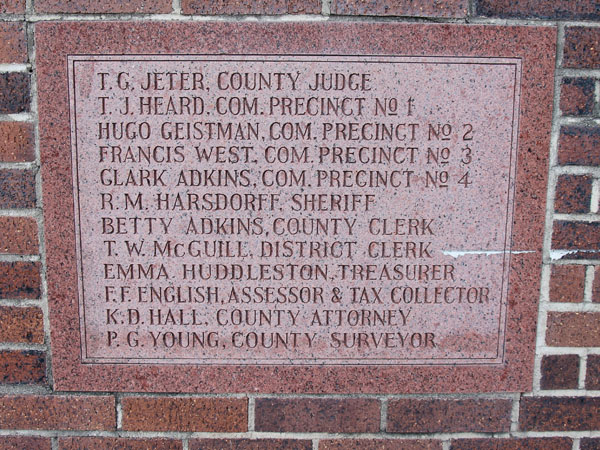 T. G. JETER, COUNTY JUDGE
T. J. HEARD, COM. PRECINCT Nº 1
HUGO GEISTMAN, COM. PRECINCT Nº 2
FRANCIS WEST, COM. PRECINCT Nº 3
CLARK ADKINS, COM. PRECINCT Nº 4
R. M. HARSDORFF, SHERIFF
BETTY ADKINS, COUNTY CLERK
T. W. McGUILL, DISTRICT CLERK
EMMA HUDDLESTON, TREASURER
F. F. ENGLISH, ASSESSOR & TAX COLLECTOR
K. D. HALL, COUNTY ATTORNEY
P. G. YOUNG, COUNTY SURVEYOR